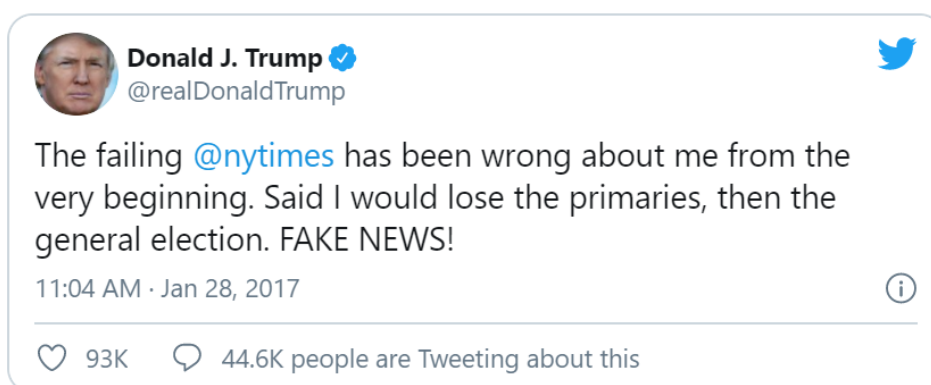 Donald J. Trump
@realDonaldTrump
The failing @nytimes has been wrong about me from the
very beginning. Said I would lose the primaries, then the
general election. FAKE NEWS!
11:04 AM · Jan 28, 2017
93K 44.6K people are Tweeting about this